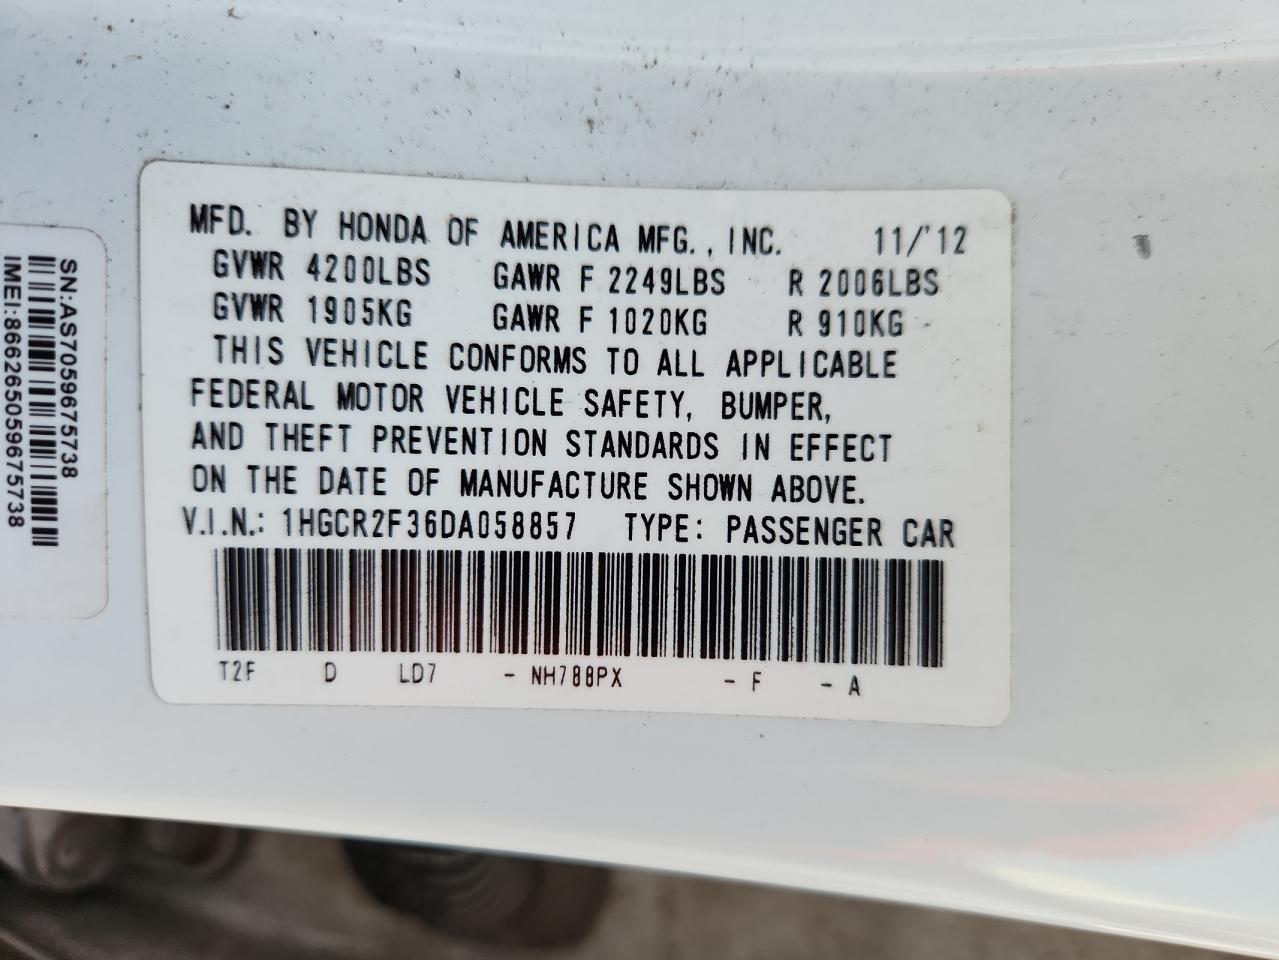 MFD. BY HONDA OF AMERICA MFG., INC. 11/'12
GVWR 4200LBS GAWR F 2249LBS R 2006LBS
GVWR 1905KG GAWR F 1020KG R 910KG
THIS VEHICLE CONFORMS TO ALL APPLICABLE
FEDERAL MOTOR VEHICLE SAFETY, BUMPER,
AND THEFT PREVENTION STANDARDS IN EFFECT
ON THE DATE OF MANUFACTURE SHOWN ABOVE.
V.I.N.: 1HGCR2F36DA058857 TYPE: PASSENGER CAR
T2F D LD7 - NH788PX - F - A
SN:AS7059675738
IMEI:866265059675738